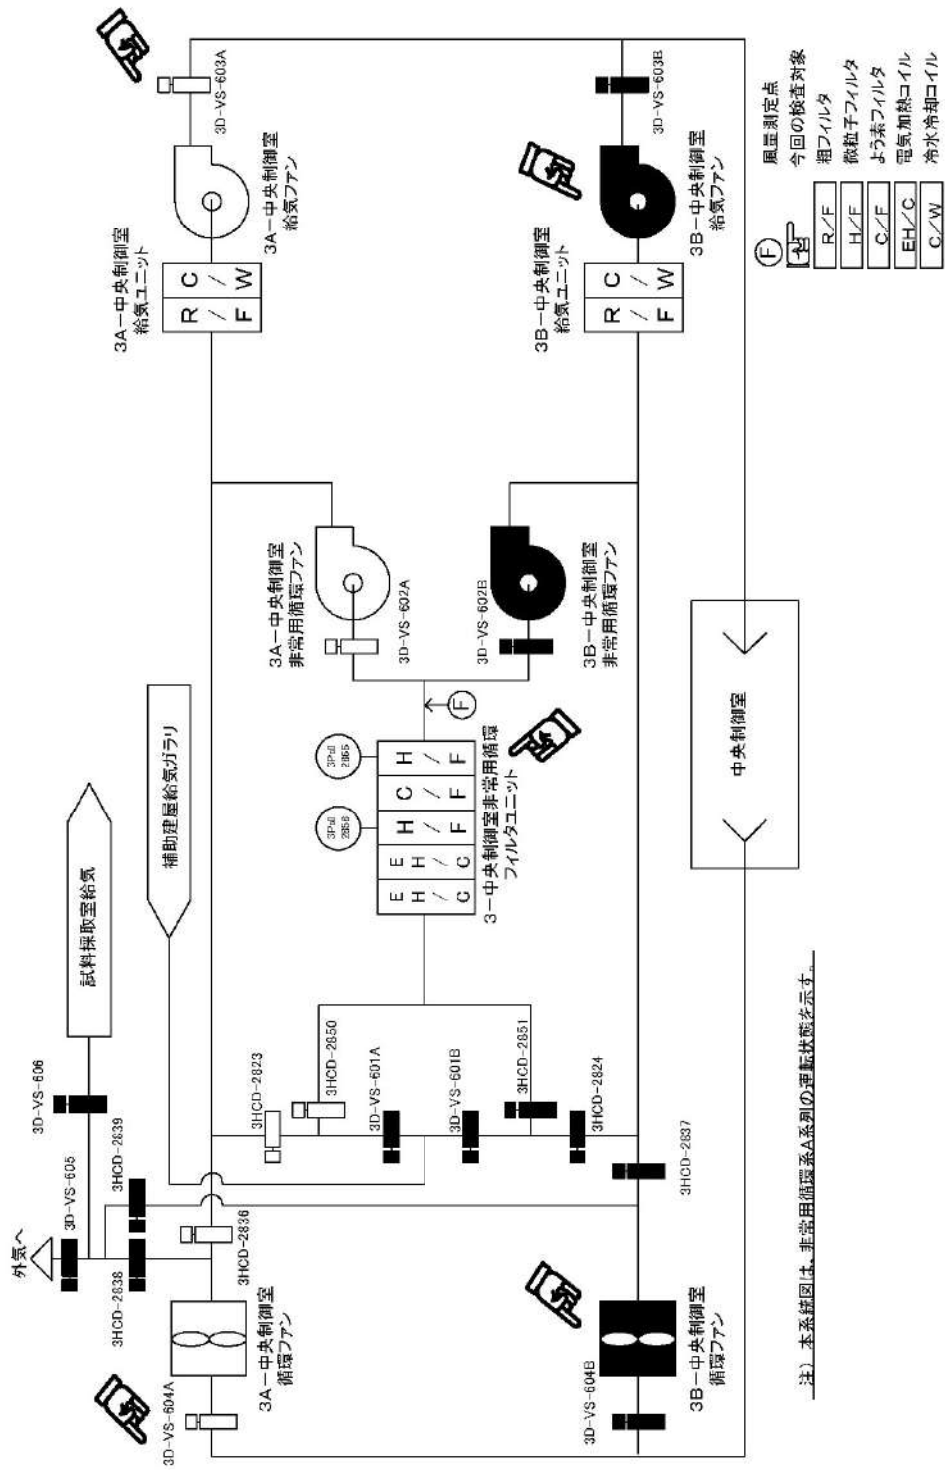 外気へ
3D-VS-605
3D-VS-606
試料採取室給気
補助建屋給気ガラリ
3HCD-2838
3HCD-2839
3D-VS-604A
3A－中央制御室
循環ファン
3HCD-2836
3HCD-2823
3HCD-2850
3D-VS-601A
3D-VS-601B
3HCD-2851
3HCD-2824
3HCD-2837
3D-VS-604B
3B－中央制御室
循環ファン
EH/C
EH/C
H/F
C/F
H/F
3－中央制御室非常用循環
フィルタユニット
F
3A－中央制御室
非常用循環ファン
3D-VS-602A
3D-VS-602B
3B－中央制御室
非常用循環ファン
3A－中央制御室
給気ユニット
R/F
C/W
3A－中央制御室
給気ファン
3D-VS-603A
3B－中央制御室
給気ユニット
R/F
C/W
3B－中央制御室
給気ファン
3D-VS-603B
中央制御室
F 風量測定点
今回の検査対象
R/F 粗フィルタ
H/F 微粒子フィルタ
C/F よう素フィルタ
EH/C 電気加熱コイル
C/W 冷水冷却コイル
注）本系統図は、非常用循環系A系列の運転状態を示す。